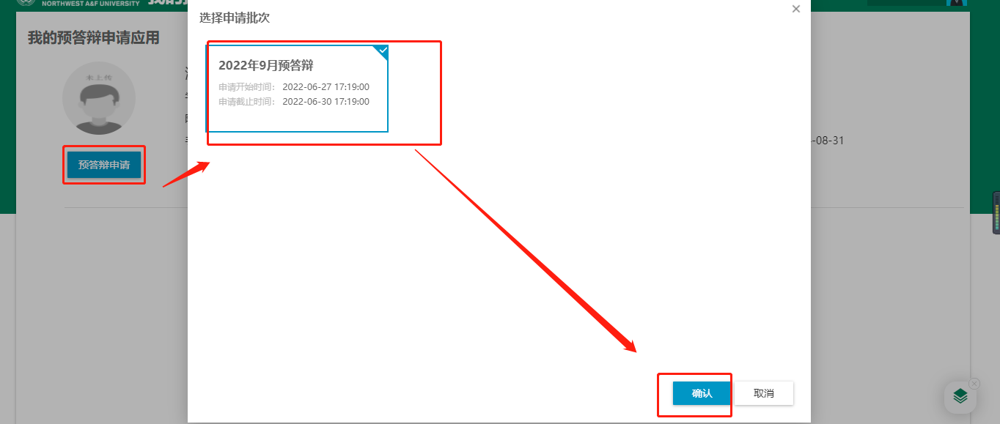 NORTHWEST A&F UNIVERSITY
选择申请批次
我的预答辩申请应用
未上传
2022年9月预答辩
申请开始时间： 2022-06-27 17:19:00
申请截止时间： 2022-06-30 17:19:00
-08-31
预答辩申请
确认
取消